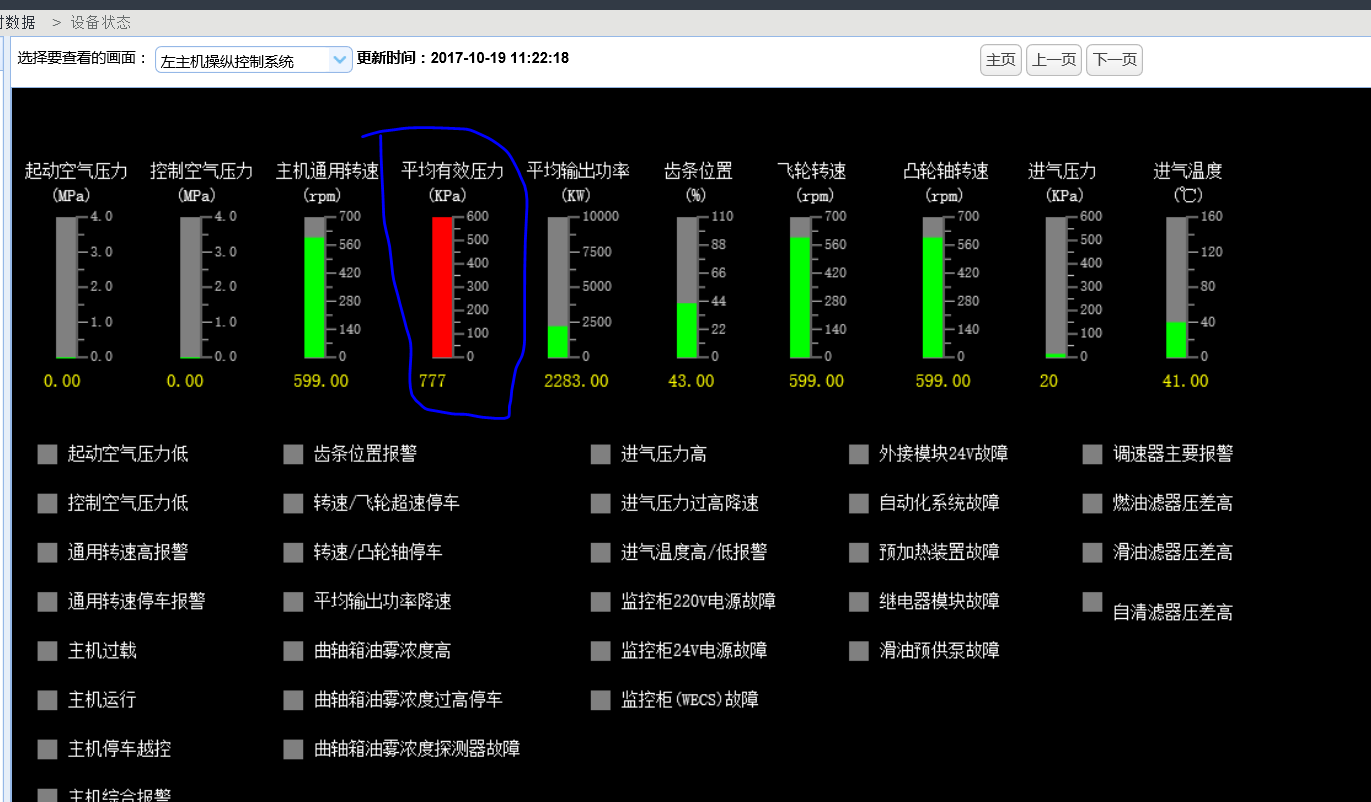 时数据 > 设备状态
选择要查看的画面： 左主机操纵控制系统 更新时间：2017-10-19 11:22:18 主页 上一页 下一页
起动空气压力 控制空气压力 主机通用转速 平均有效压力 平均输出功率 齿条位置 飞轮转速 凸轮轴转速 进气压力 进气温度
(MPa) (MPa) (rpm) (KPa) (KW) (%) (rpm) (rpm) (KPa) (℃)
4.0 4.0 700 600 10000 110 700 700 600 160
500 500
3.0 3.0 560 7500 88 560 560 120
400 400
420 66 420 420
2.0 2.0 300 5000 300 80
280 44 280 280
200 200
1.0 1.0 140 2500 22 140 140 40
100 100
0.0 0.0 0 0 0 0 0 0 0 0
0.00 0.00 599.00 777 2283.00 43.00 599.00 599.00 20 41.00
起动空气压力低 齿条位置报警 进气压力高 外接模块24V故障 调速器主要报警
控制空气压力低 转速/飞轮超速停车 进气压力过高降速 自动化系统故障 燃油滤器压差高
通用转速高报警 转速/凸轮轴停车 进气温度高/低报警 预加热装置故障 滑油滤器压差高
通用转速停车报警 平均输出功率降速 监控柜220V电源故障 继电器模块故障 自清滤器压差高
主机过载 曲轴箱油雾浓度高 监控柜24V电源故障 滑油预供泵故障
主机运行 曲轴箱油雾浓度过高停车 监控柜(WECS)故障
主机停车越控 曲轴箱油雾浓度探测器故障
主机综合报警